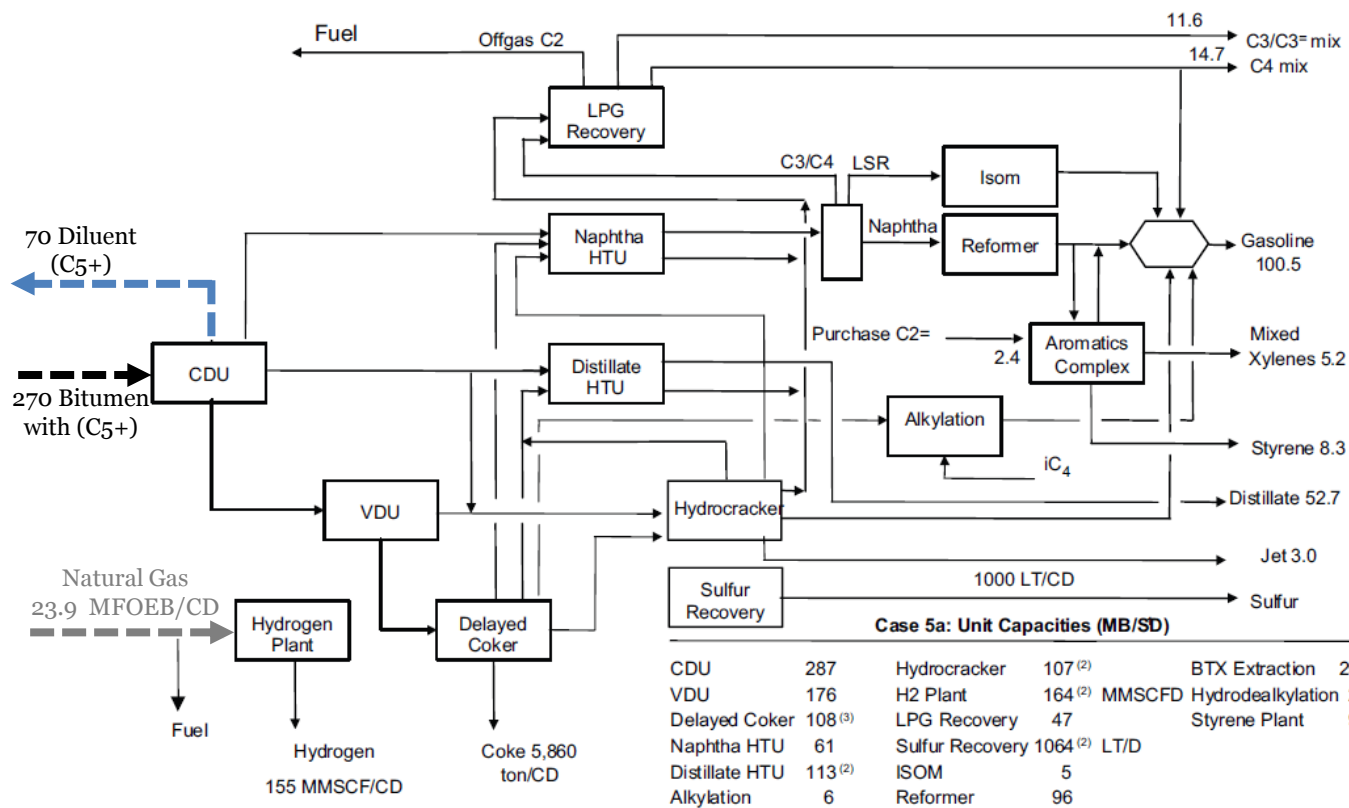 Fuel
Offgas C2
11.6
C3/C3= mix
14.7
C4 mix
LPG
Recovery
C3/C4
LSR
Isom
70 Diluent
(C5+)
Naphtha
HTU
Naphtha
Reformer
Gasoline
100.5
Purchase C2=
2.4
Aromatics
Complex
Mixed
Xylenes 5.2
CDU
270 Bitumen
with (C5+)
Distillate
HTU
Alkylation
iC4
Styrene 8.3
Distillate 52.7
VDU
Hydrocracker
Jet 3.0
Natural Gas
23.9 MFOEB/CD
Hydrogen
Plant
Delayed
Coker
Sulfur
Recovery
1000 LT/CD
Sulfur
Fuel
Hydrogen
155 MMSCF/CD
Coke 5,860
ton/CD
Case 5a: Unit Capacities (MB/SD)
CDU 287 Hydrocracker 107 (2) BTX Extraction 2
VDU 176 H2 Plant 164 (2) MMSCFD Hydrodealkylation
Delayed Coker 108 (3) LPG Recovery 47 Styrene Plant
Naphtha HTU 61 Sulfur Recovery 1064 (2) LT/D
Distillate HTU 113 (2) ISOM 5
Alkylation 6 Reformer 96